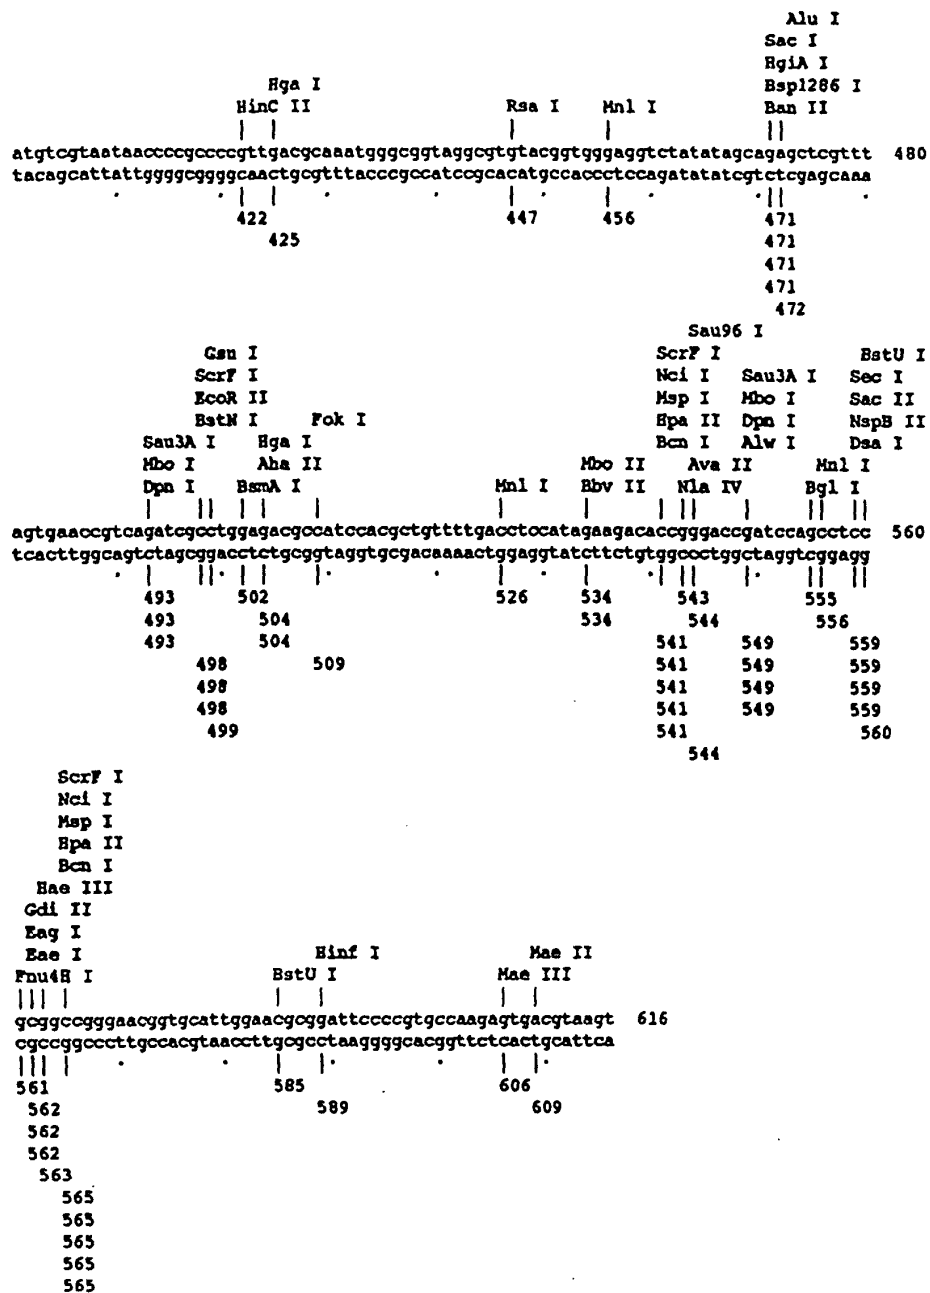 Alu I
Sac I
HgiA I
Hga I Bsp1286 I
HinC II Rsa I Mnl I Ban II
atgtcgtaataaccccgccccgttgacgcaaatgggcggtaggcgtgtacggtgggaggtctatatagcagagctcgttt 480
tacagcattattggggcggggcaactgcgtttacccgccatccgcacatgccaccctccagatatatcgtctcgagcaaa
422 447 456 471
425 471
471
471
472
Sau96 I
Gsu I ScrF I BstU I
ScrF I Nci I Sau3A I Sec I
EcoR II Msp I Mbo I Sac II
BstN I Fok I Hpa II Dpn I NspB II
Sau3A I Hga I Bcn I Alw I Dsa I
Mbo I Aha II Mbo II Ava II Mnl I
Dpn I BsmA I Mnl I Bbv II Nla IV Bgl I
agtgaaccgtcagatcgcctggagacgccatccacgctgttttgacctccatagaagacaccgggaccgatccagcctcc 560
tcacttggcagtctagcggacctctgcggtaggtgcgacaaaactggaggtatcttctgtggccctggctaggtcggagg
493 502 526 534 543 555
493 504 534 544 556
493 504 541 549 559
498 509 541 549 559
498 541 549 559
498 541 549 559
499 541 560
544
ScrF I
Nci I
Msp I
Hpa II
Bcn I
Hae III
Gdi II
Eag I
Eae I Hinf I Mae II
Fnu4H I BstU I Mae III
gcggccgggaacggtgcattggaacgcggattccccgtgccaagagtgacgtaagt 616
cgccggcccttgccacgtaaccttgcgcctaaggggcacggttctcactgcattca
561 585 606
562 589 609
562
562
563
565
565
565
565
565